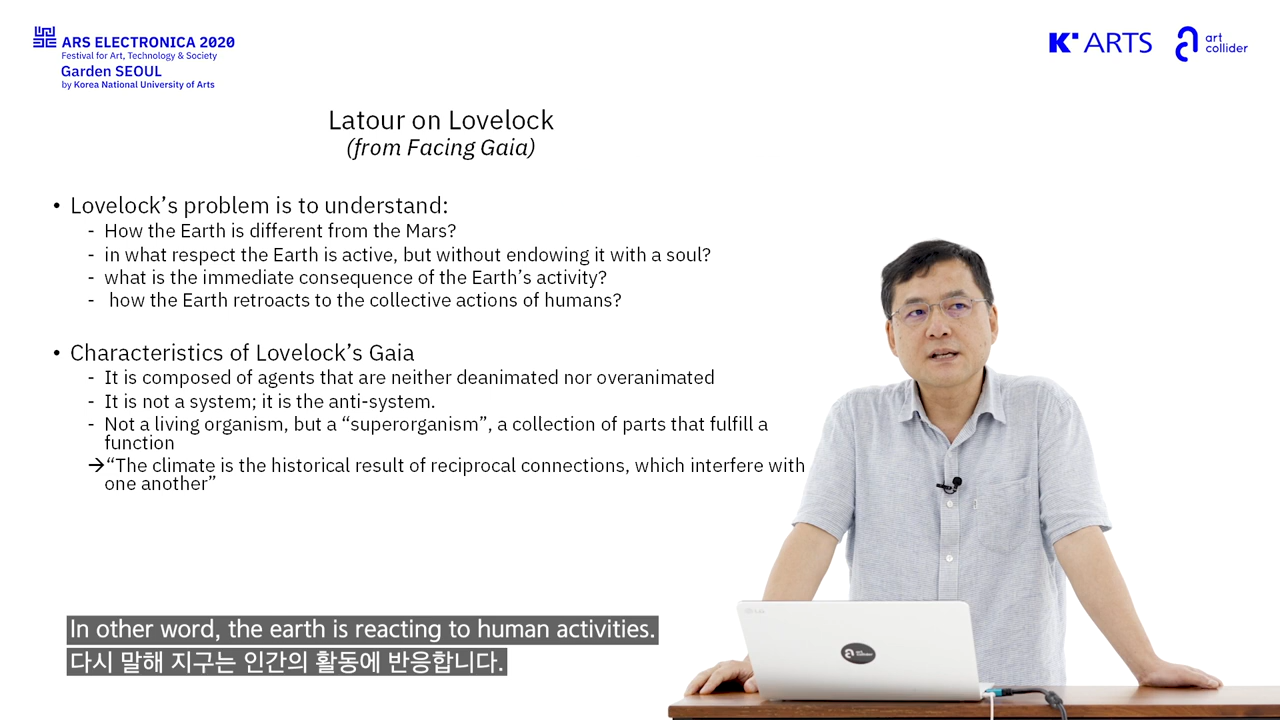 ARS ELECTRONICA 2020
Festival for Art, Technology & Society
Garden SEOUL
by Korea National University of Arts
K ARTS
art
collider
Latour on Lovelock
(from Facing Gaia)
• Lovelock's problem is to understand:
- How the Earth is different from the Mars?
- in what respect the Earth is active, but without endowing it with a soul?
- what is the immediate consequence of the Earth's activity?
- how the Earth retroacts to the collective actions of humans?
• Characteristics of Lovelock's Gaia
- It is composed of agents that are neither deanimated nor overanimated
- It is not a system; it is the anti-system.
- Not a living organism, but a “superorganism”, a collection of parts that fulfill a
function
→“The climate is the historical result of reciprocal connections, which interfere with
one another”
In other word, the earth is reacting to human activities.
다시 말해 지구는 인간의 활동에 반응합니다.
art
collider